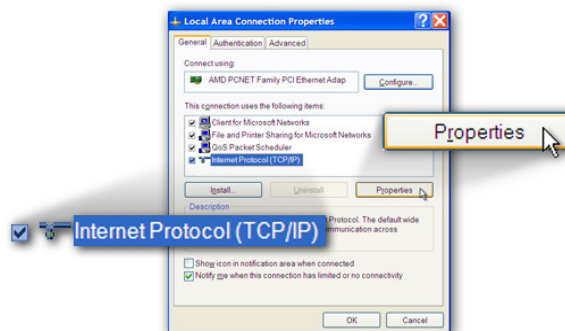 Local Area Connection Properties
General Authentication Advanced
Connect using:
AMD PCNET Family PCI Ethernet Adap
Configure...
This connection uses the following items:
Client for Microsoft Networks
File and Printer Sharing for Microsoft Networks
QoS Packet Scheduler
Internet Protocol (TCP/IP)
Properties
Install... Uninstall Properties
Description
Internet Protocol (TCP/IP)
Protocol. The default wide
communication across
Show icon in notification area when connected
Notify me when this connection has limited or no connectivity
OK Cancel